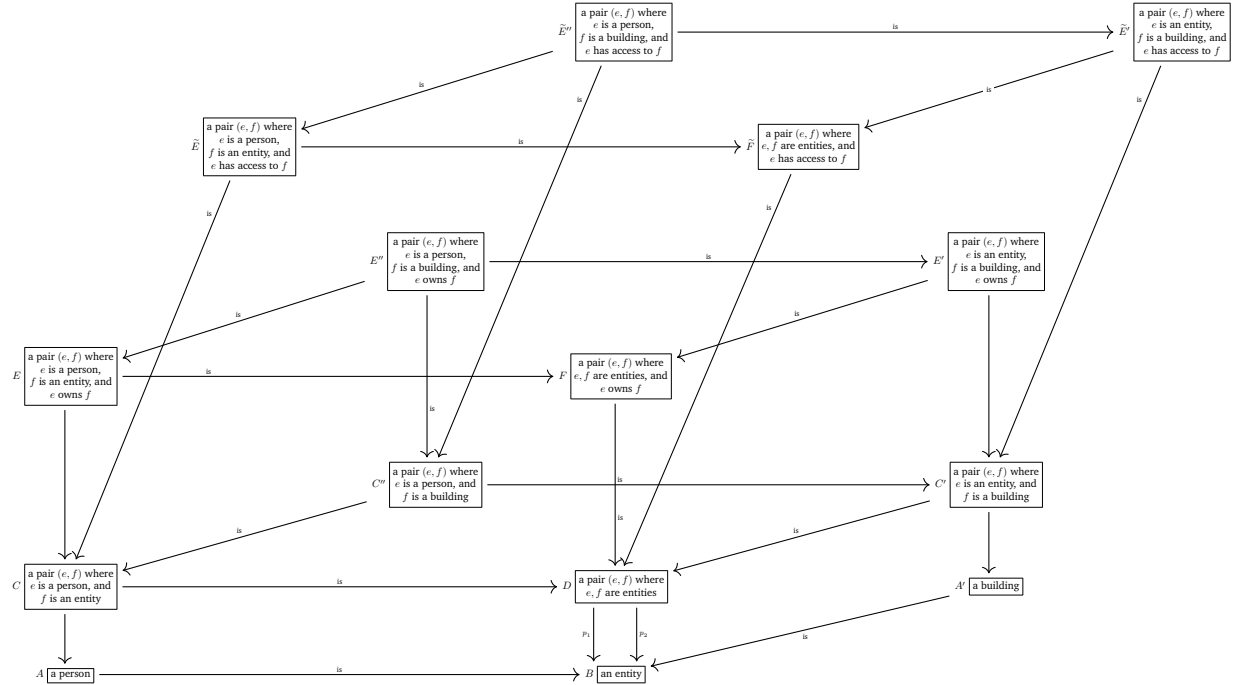 Ẽ″
a pair (e, f) where
e is a person,
f is a building, and
e has access to f
is
Ẽ′
a pair (e, f) where
e is an entity,
f is a building, and
e has access to f
is
is
is
is
Ẽ
a pair (e, f) where
e is a person,
f is an entity, and
e has access to f
is
F̃
a pair (e, f) where
e, f are entities, and
e has access to f
is
is
E″
a pair (e, f) where
e is a person,
f is a building, and
e owns f
is
E′
a pair (e, f) where
e is an entity,
f is a building, and
e owns f
is
is
E
a pair (e, f) where
e is a person,
f is an entity, and
e owns f
is
F
a pair (e, f) where
e, f are entities, and
e owns f
is
C″
a pair (e, f) where
e is a person, and
f is a building
is
C′
a pair (e, f) where
e is an entity, and
f is a building
is
is
is
C
a pair (e, f) where
e is a person, and
f is an entity
is
D
a pair (e, f) where
e, f are entities
A′ a building
p₁
p₂
is
A a person
is
B an entity